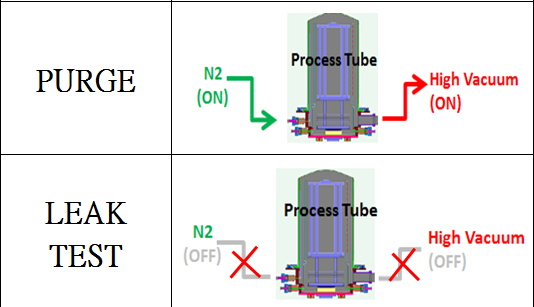 PURGE
N2
(ON)
Process Tube
High Vacuum
(ON)
LEAK
TEST
N2
(OFF)
Process Tube
High Vacuum
(OFF)